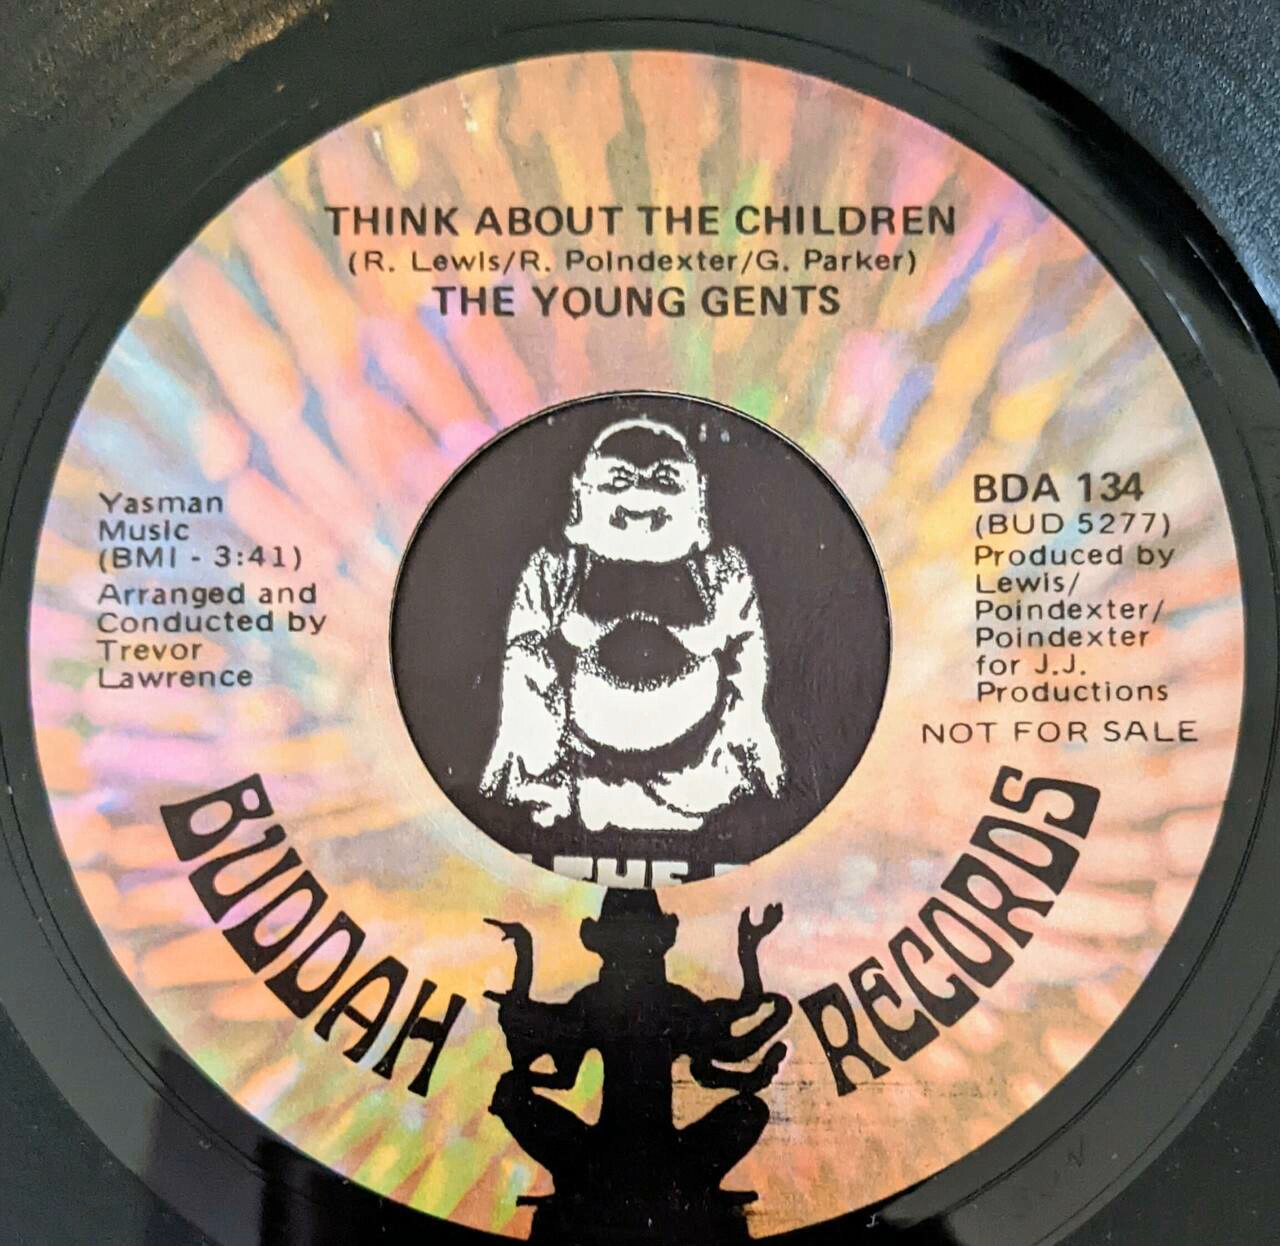 THINK ABOUT THE CHILDREN
(R. Lewis/R. Poindexter/G. Parker)
THE YOUNG GENTS
Yasman
Music
(BMI - 3:41)
Arranged and
Conducted by
Trevor
Lawrence
BDA 134
(BUD 5277)
Produced by
Lewis/
Poindexter/
Poindexter
for J.J.
Productions
NOT FOR SALE
THE
BUDDAH RECORDS